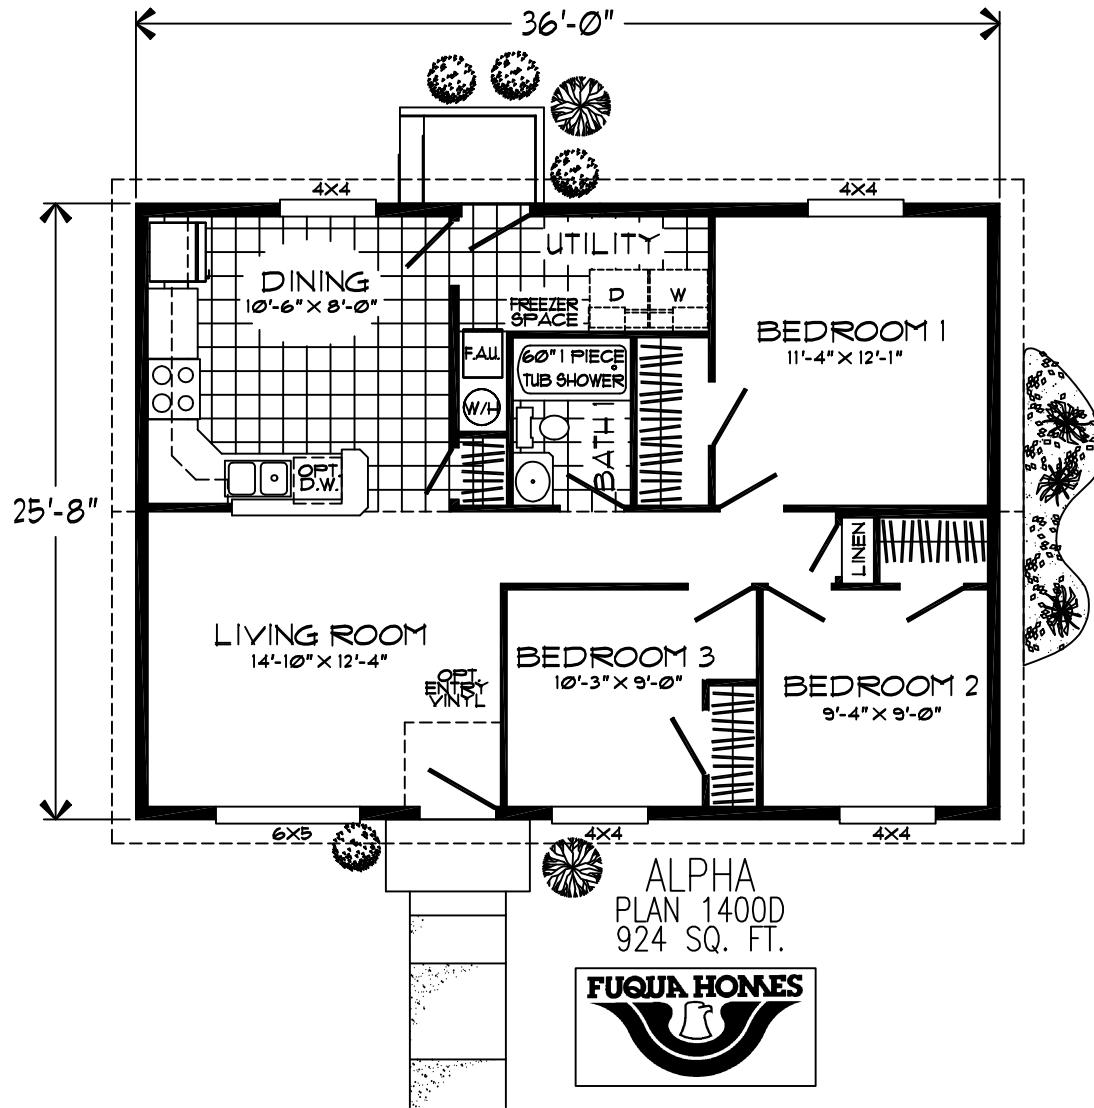 36'-0"
4X4
4X4
UTILITY
DINING
10'-6" X 8'-0"
D
W
FREEZER
SPACE
BEDROOM 1
11'-4" X 12'-1"
F.A.U.
60" 1 PIECE
TUB SHOWER
W/H
BATH 1
OPT.
D.W.
25'-8"
LINEN
LIVING ROOM
14'-10" X 12'-4"
OPT.
ENTRY
VINYL
BEDROOM 3
10'-3" X 9'-0"
BEDROOM 2
9'-4" X 9'-0"
6X5
4X4
4X4
ALPHA
PLAN 1400D
924 SQ. FT.
FUQUA HOMES